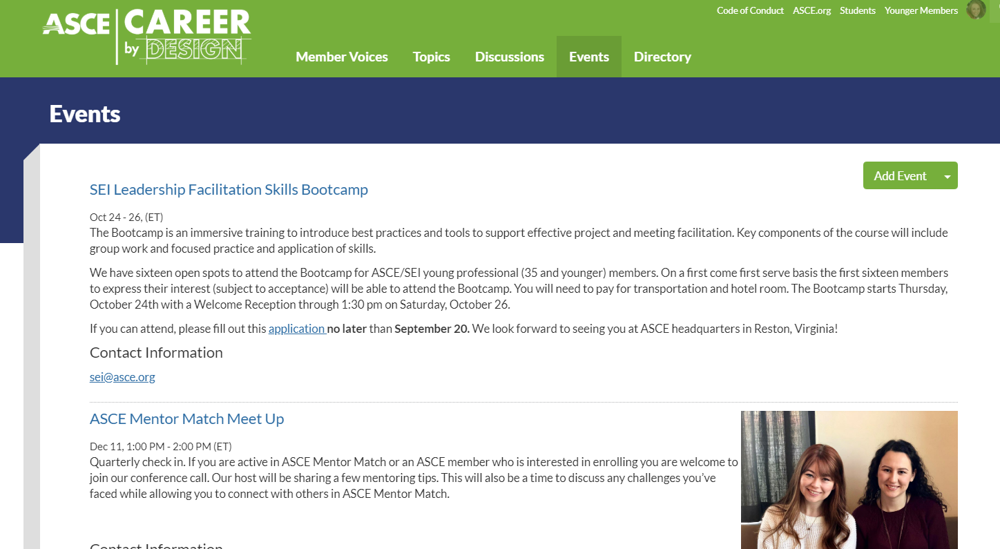 Code of Conduct ASCE.org Students Younger Members
ASCE CAREER
by DESIGN
Member Voices Topics Discussions Events Directory
Events
Add Event
SEI Leadership Facilitation Skills Bootcamp
Oct 24 - 26, (ET)
The Bootcamp is an immersive training to introduce best practices and tools to support effective project and meeting facilitation. Key components of the course will include
group work and focused practice and application of skills.
We have sixteen open spots to attend the Bootcamp for ASCE/SEI young professional (35 and younger) members. On a first come first serve basis the first sixteen members
to express their interest (subject to acceptance) will be able to attend the Bootcamp. You will need to pay for transportation and hotel room. The Bootcamp starts Thursday,
October 24th with a Welcome Reception through 1:30 pm on Saturday, October 26.
If you can attend, please fill out this application no later than September 20. We look forward to seeing you at ASCE headquarters in Reston, Virginia!
Contact Information
sei@asce.org
ASCE Mentor Match Meet Up
Dec 11, 1:00 PM - 2:00 PM (ET)
Quarterly check in. If you are active in ASCE Mentor Match or an ASCE member who is interested in enrolling you are welcome to
join our conference call. Our host will be sharing a few mentoring tips. This will also be a time to discuss any challenges you've
faced while allowing you to connect with others in ASCE Mentor Match.
Contact Information